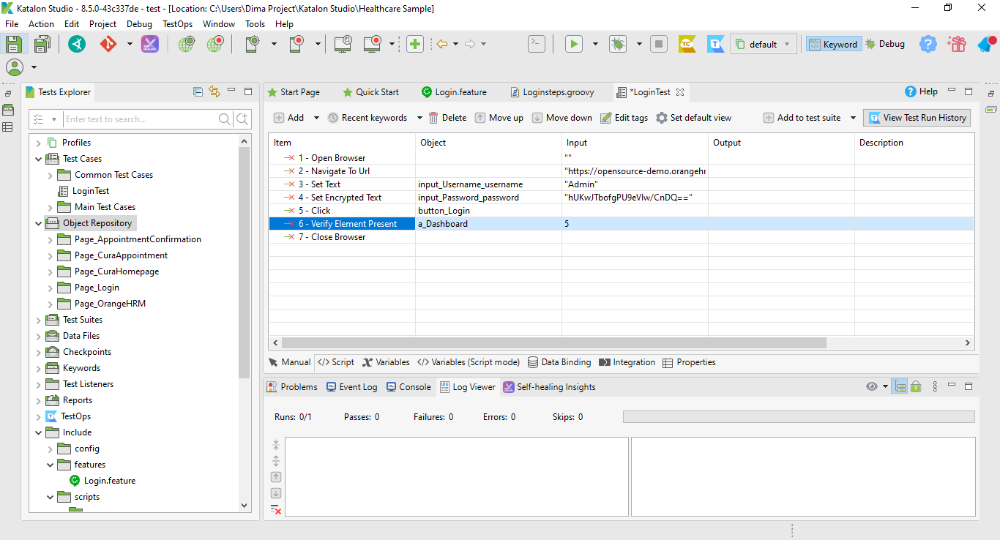 Katalon Studio - 8.5.0-43c337de - test - [Location: C:\Users\Dima Project\Katalon Studio\Healthcare Sample]
File Action Edit Project Debug TestOps Window Tools Help
TC T default Keyword Debug
Tests Explorer
Enter text to search...
Profiles
Test Cases
Common Test Cases
LoginTest
Main Test Cases
Object Repository
Page_AppointmentConfirmation
Page_CuraAppointment
Page_CuraHomepage
Page_Login
Page_OrangeHRM
Test Suites
Data Files
Checkpoints
Keywords
Test Listeners
Reports
TestOps
Include
config
features
Login.feature
scripts
Start Page Quick Start Login.feature Loginsteps.groovy *LoginTest Help
Add Recent keywords Delete Move up Move down Edit tags Set default view Add to test suite View Test Run History
Item Object Input Output Description
1 - Open Browser ""
2 - Navigate To Url "https://opensource-demo.orangehr
3 - Set Text input_Username_username "Admin"
4 - Set Encrypted Text input_Password_password "hUKwJTbofgPU9eVlw/CnDQ=="
5 - Click button_Login
6 - Verify Element Present a_Dashboard 5
7 - Close Browser
Manual Script Variables Variables (Script mode) Data Binding Integration Properties
Problems Event Log Console Log Viewer Self-healing Insights
Runs: 0/1 Passes: 0 Failures: 0 Errors: 0 Skips: 0